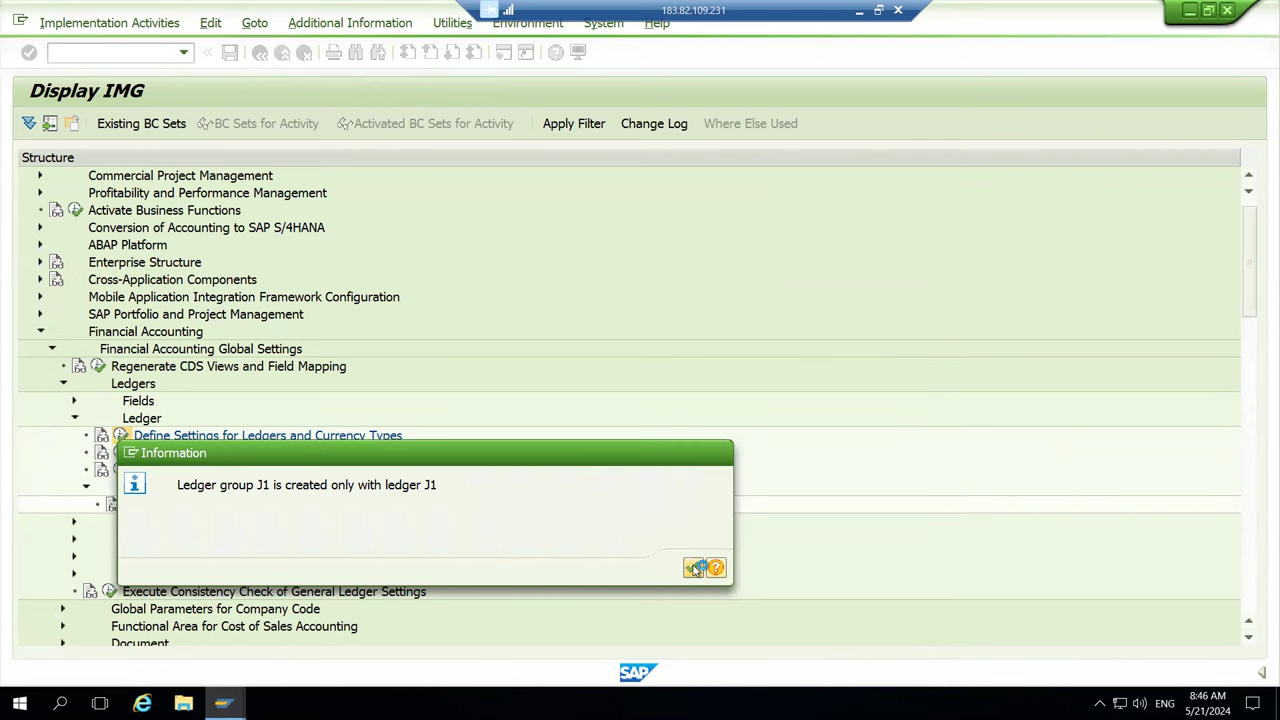 183.82.109.231
Implementation Activities Edit Goto Additional Information Utilities Environment System Help
Display IMG
Existing BC Sets BC Sets for Activity Activated BC Sets for Activity Apply Filter Change Log Where Else Used
Structure
Commercial Project Management
Profitability and Performance Management
Activate Business Functions
Conversion of Accounting to SAP S/4HANA
ABAP Platform
Enterprise Structure
Cross-Application Components
Mobile Application Integration Framework Configuration
SAP Portfolio and Project Management
Financial Accounting
Financial Accounting Global Settings
Regenerate CDS Views and Field Mapping
Ledgers
Fields
Ledger
Define Settings for Ledgers and Currency Types
Information
Ledger group J1 is created only with ledger J1
Execute Consistency Check of General Ledger Settings
Global Parameters for Company Code
Functional Area for Cost of Sales Accounting
Document
SAP
ENG
8:46 AM
5/21/2024